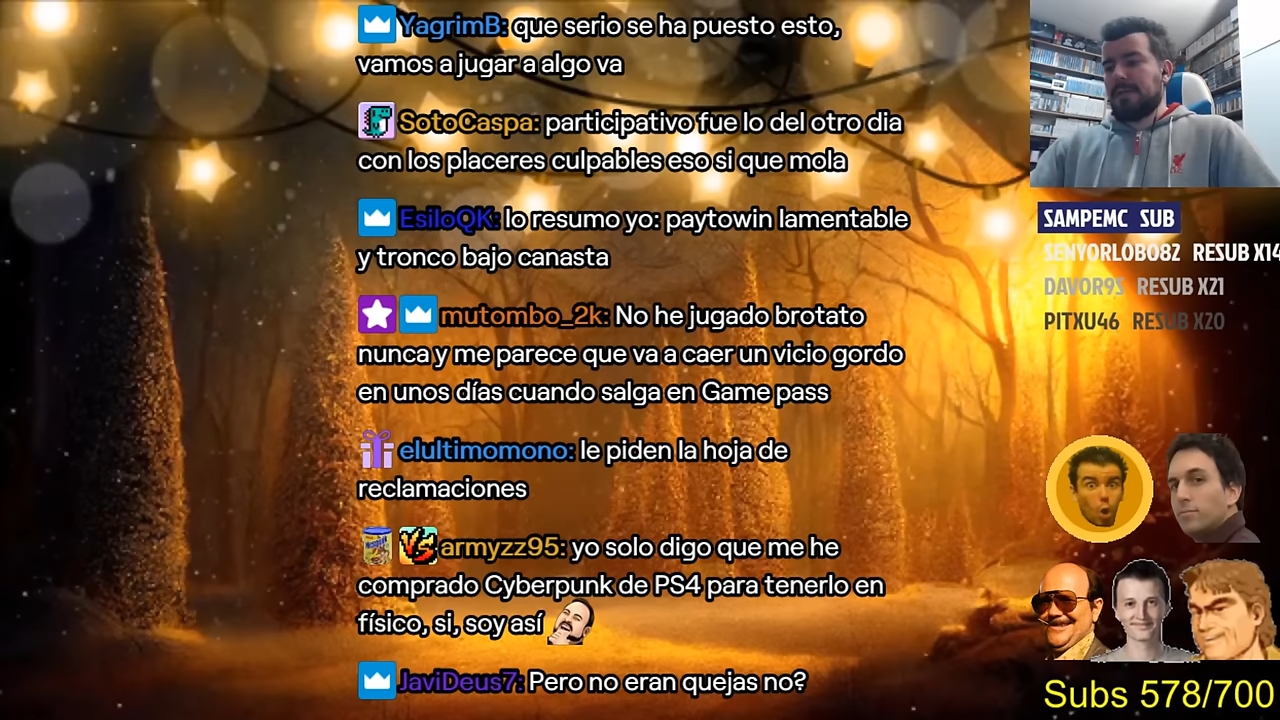 YagrimB: que serio se ha puesto esto,
vamos a jugar a algo va
SotoCaspa: participativo fue lo del otro dia
con los placeres culpables eso si que mola
EsiloQK: lo resumo yo: paytowin lamentable
y tronco bajo canasta
mutombo_2k: No he jugado brotato
nunca y me parece que va a caer un vicio gordo
en unos días cuando salga en Game pass
elultimomono: le piden la hoja de
reclamaciones
armyzz95: yo solo digo que me he
comprado Cyberpunk de PS4 para tenerlo en
físico, si, soy así
JaviDeus7: Pero no eran quejas no?
SAMPEMC SUB
SENYORLOBO82 RESUB X14
DAVOR9S RESUB X21
PITXU46 RESUB X20
Subs 578/700